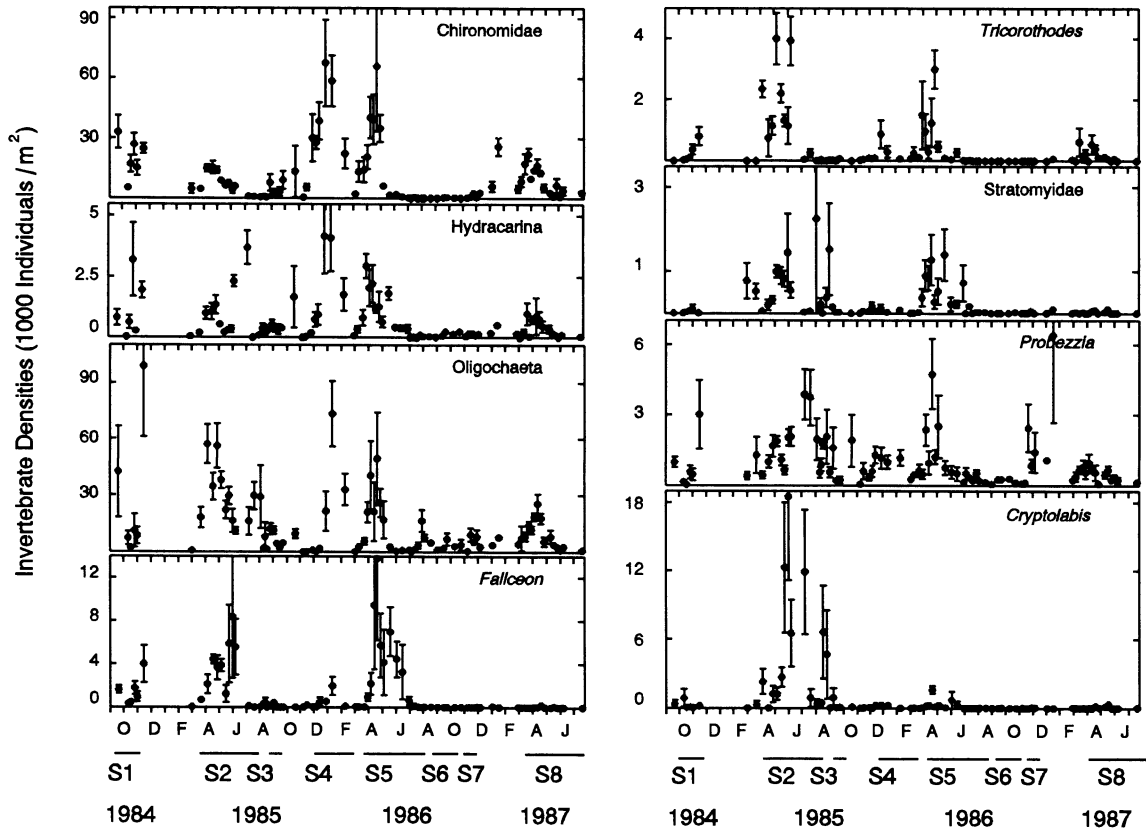 Invertebrate Densities (1000 Individuals / m²)
Chironomidae
90
60
30
Hydracarina
5
2.5
0
Oligochaeta
90
60
30
Fallceon
12
8
4
0
O D F A J A O D F A J A O D F A J
S1 S2 S3 S4 S5 S6 S7 S8
1984 1985 1986 1987
Tricorothodes
4
2
Stratomyidae
3
1
Probezzia
6
3
Cryptolabis
18
12
6
0
O D F A J A O D F A J A O D F A J
S1 S2 S3 S4 S5 S6 S7 S8
1984 1985 1986 1987